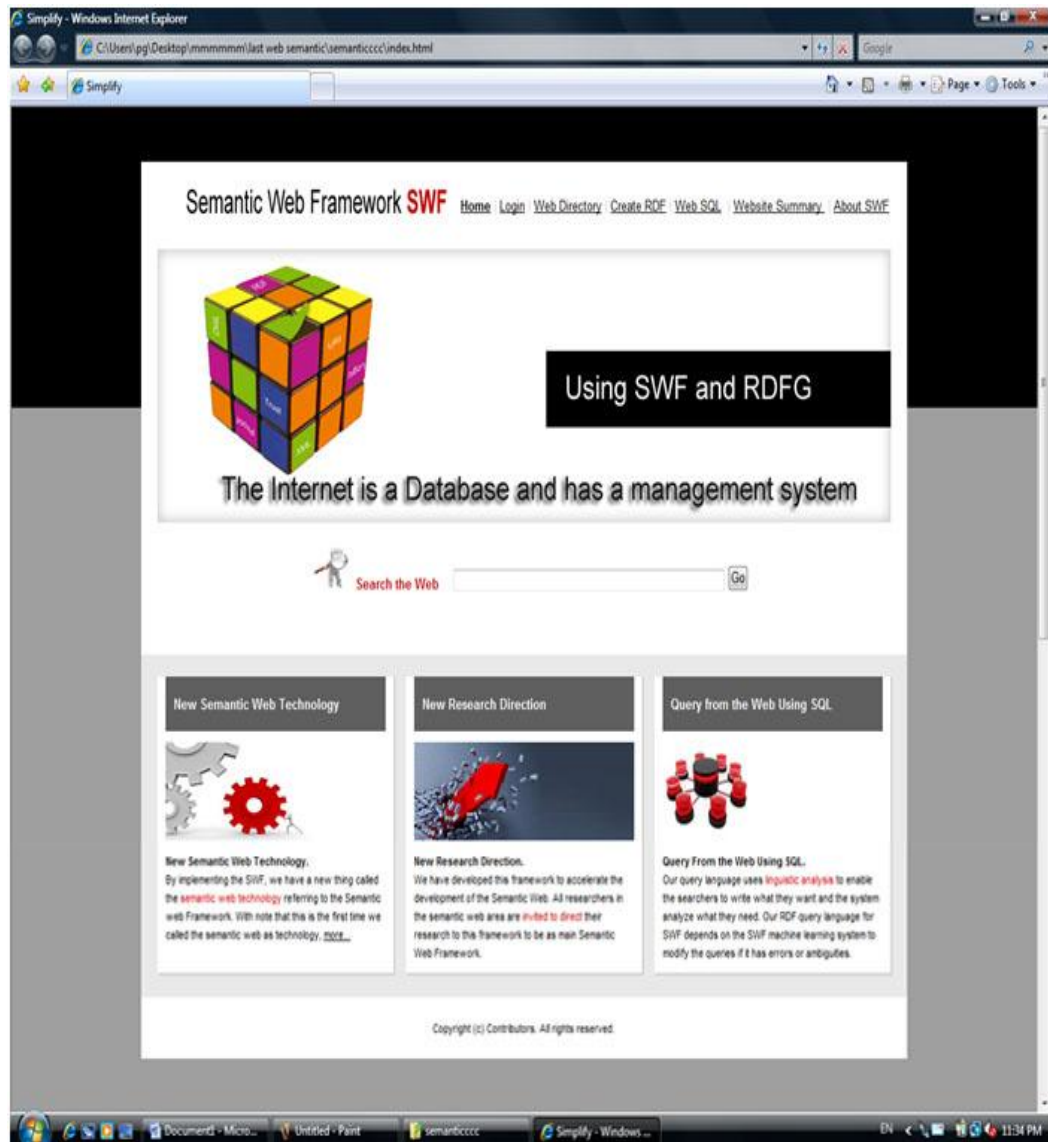 Simplify - Windows Internet Explorer
C:\Users\pg\Desktop\mmmmmm\last web semantic\semanticccc\index.html
Google
Simplify
Page
Tools
Semantic Web Framework SWF
Home Login Web Directory Create RDF Web SQL Website Summary About SWF
XML
Using SWF and RDFG
The Internet is a Database and has a management system
Search the Web
Go
New Semantic Web Technology
New Semantic Web Technology.
By implementing the SWF, we have a new thing called
the semantic web technology referring to the Semantic
web Framework. With note that this is the first time we
called the semantic web as technology, more...
New Research Direction
New Research Direction.
We have developed this framework to accelerate the
development of the Semantic Web. All researchers in
the semantic web area are invited to direct their
research to this framework to be as main Semantic
Web Framework.
Query from the Web Using SQL
Query From the Web Using SQL.
Our query language uses linguistic analysis to enable
the searchers to write what they want and the system
analyze what they need. Our RDF query language for
SWF depends on the SWF machine learning system to
modify the queries if it has errors or ambiguities.
Copyright (c) Contributors. All rights reserved
Document1 - Micro...
Untitled - Paint
semanticccc
Simplify - Windows ...
EN
11:34 PM